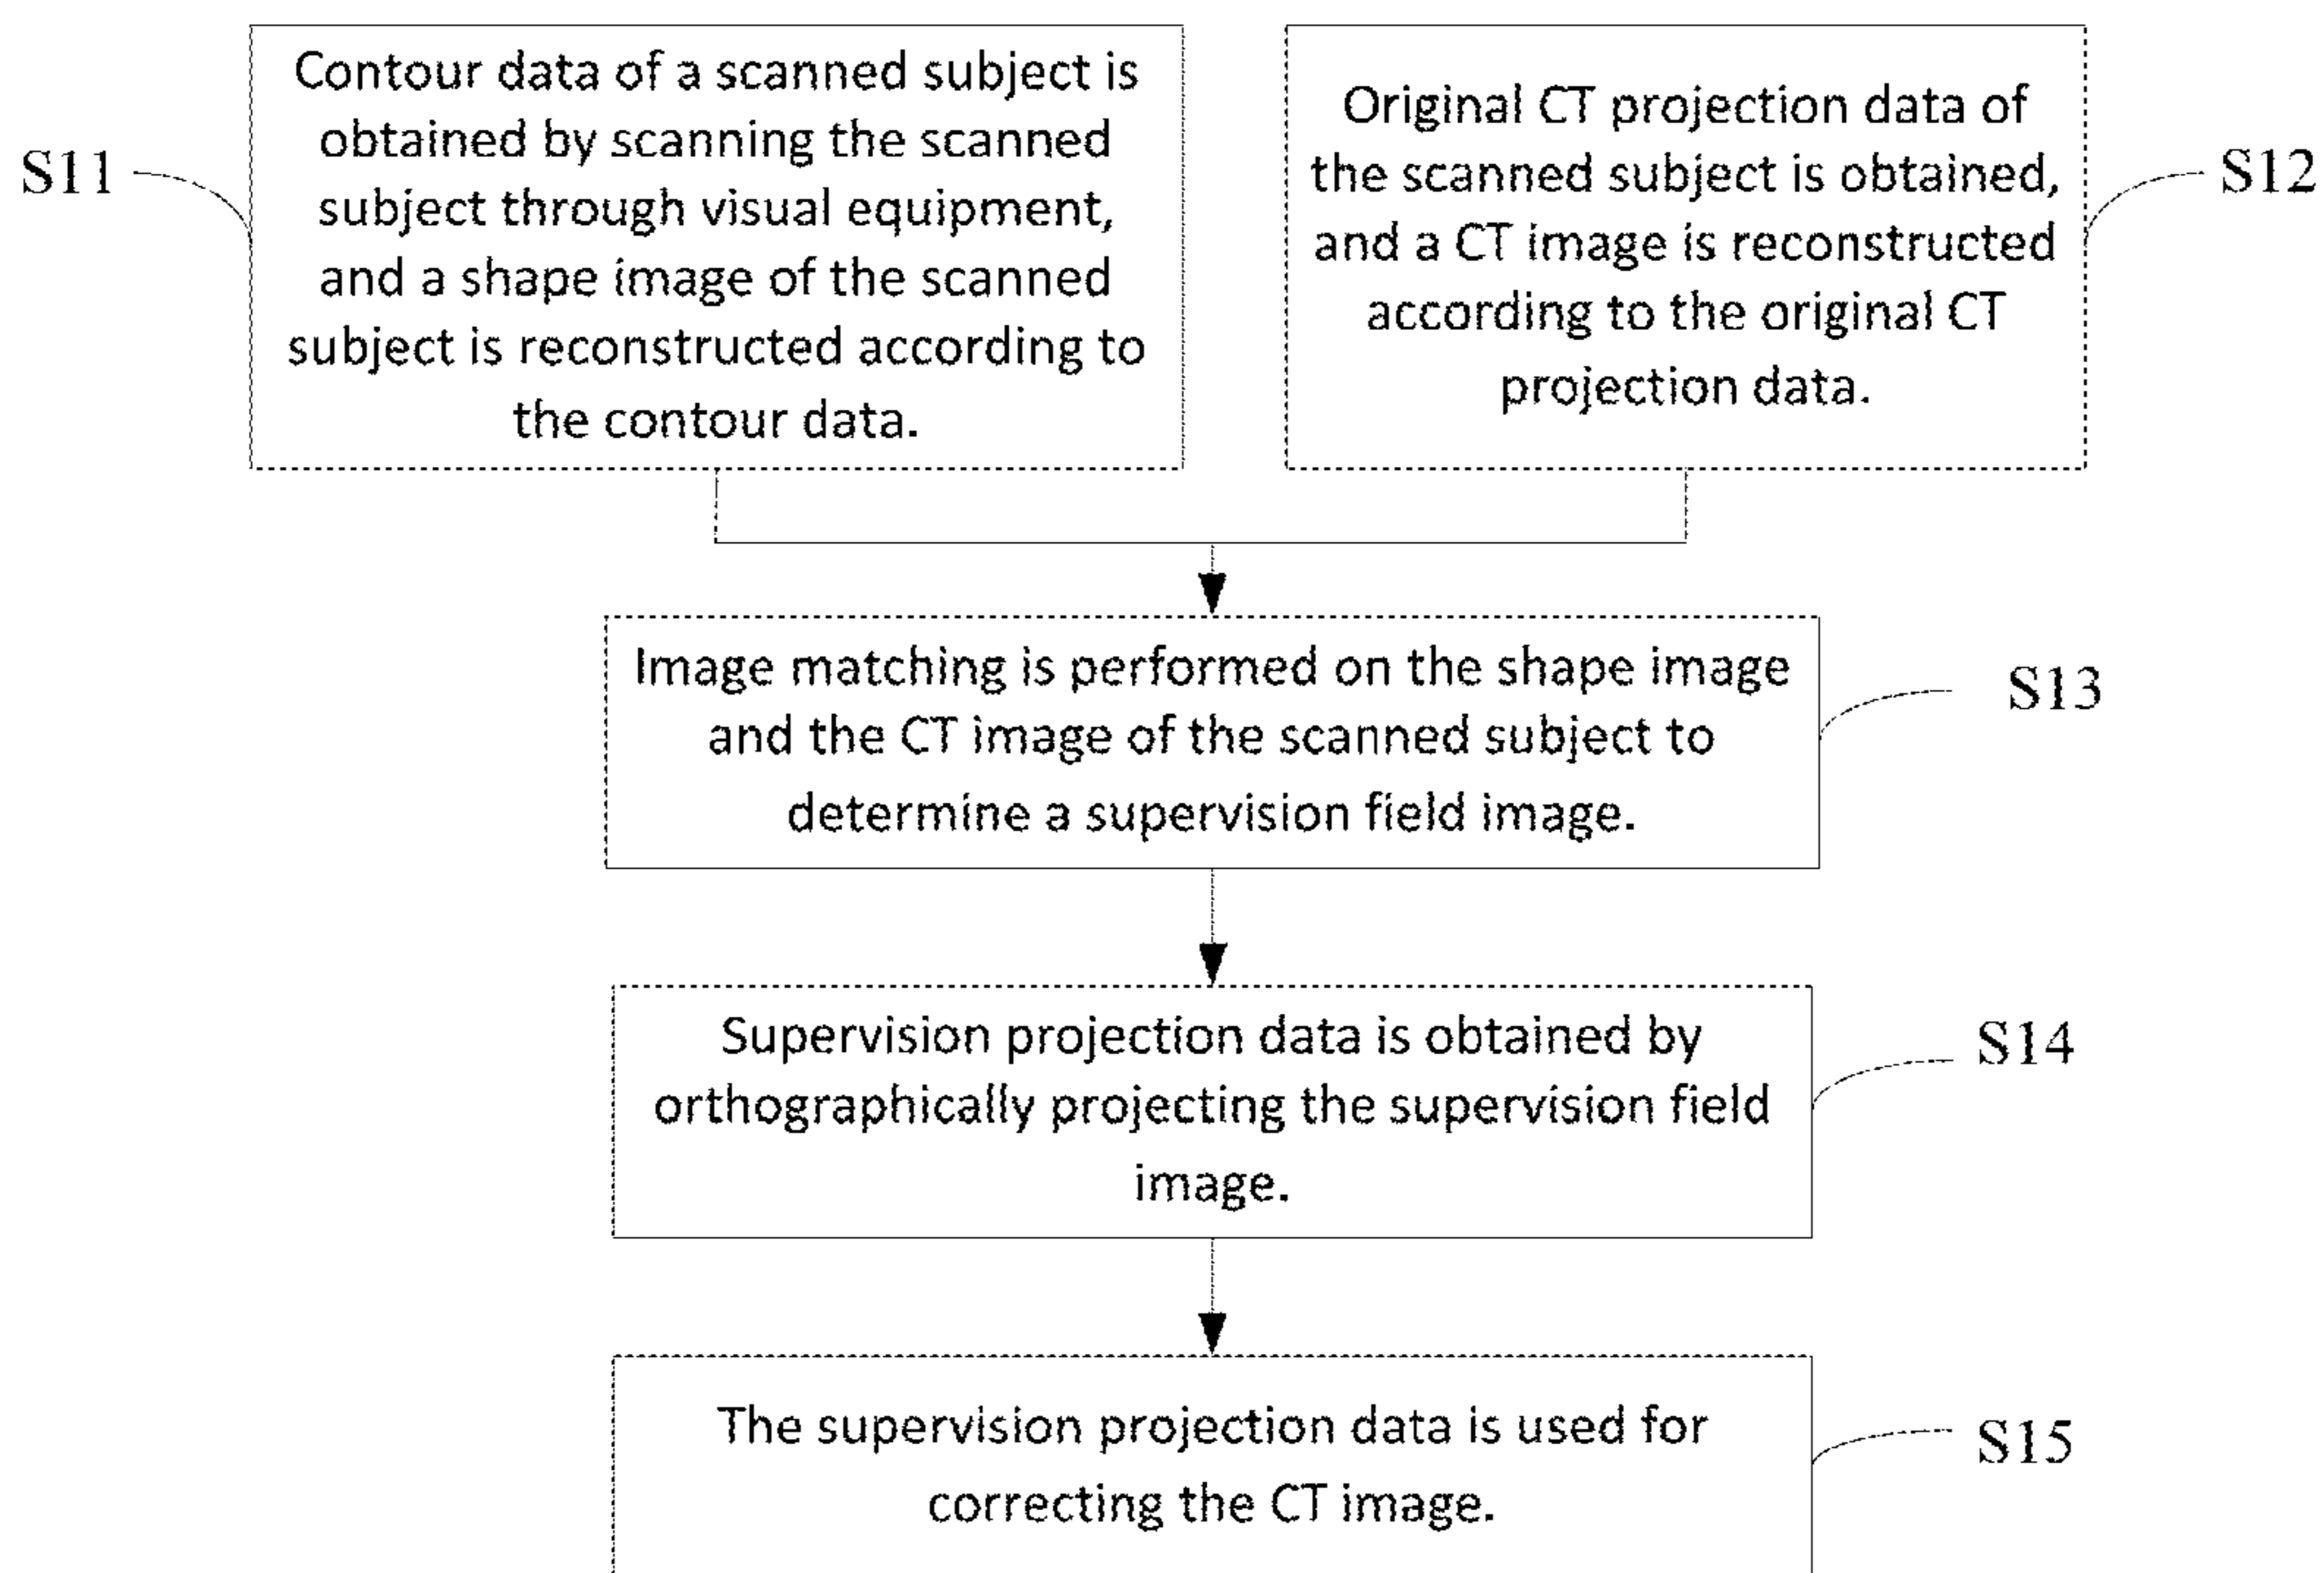 S11
Contour data of a scanned subject is
obtained by scanning the scanned
subject through visual equipment,
and a shape image of the scanned
subject is reconstructed according to
the contour data.
Original CT projection data of
the scanned subject is obtained,
and a CT image is reconstructed
according to the original CT
projection data.
S12
Image matching is performed on the shape image
and the CT image of the scanned subject to
determine a supervision field image.
S13
Supervision projection data is obtained by
orthographically projecting the supervision field
image.
S14
The supervision projection data is used for
correcting the CT image.
S15